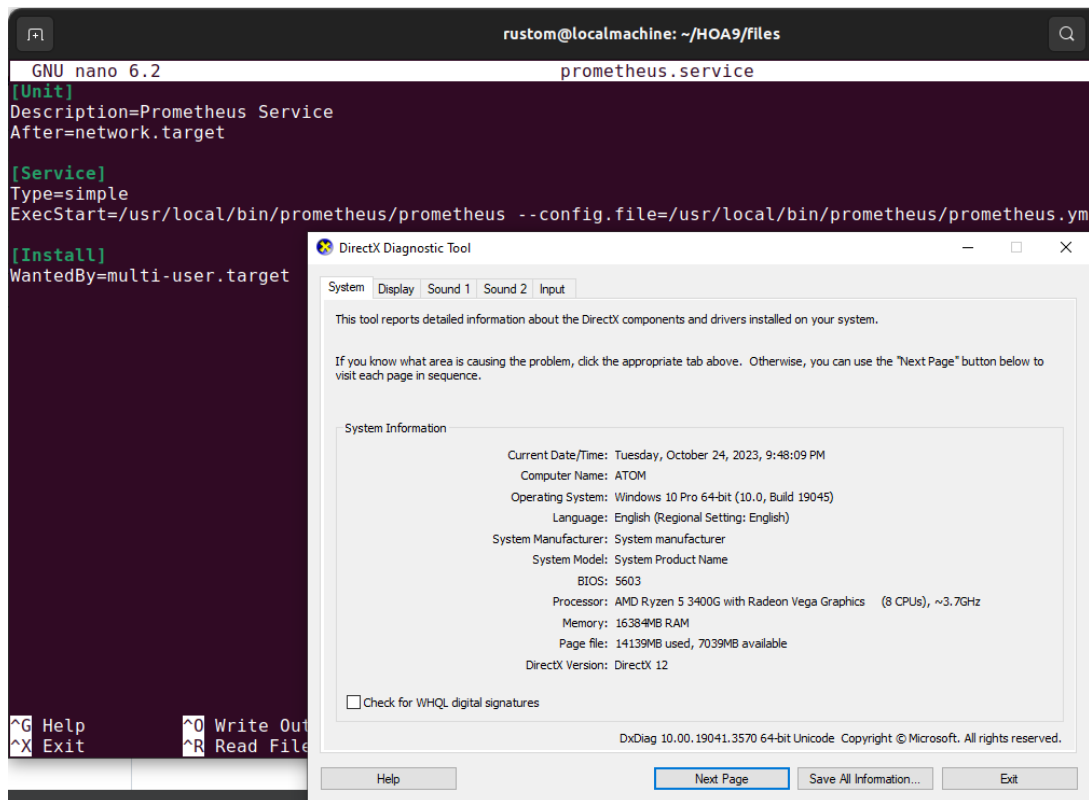 rustom@localmachine: ~/HOA9/files
GNU nano 6.2 prometheus.service
[Unit]
Description=Prometheus Service
After=network.target
[Service]
Type=simple
ExecStart=/usr/local/bin/prometheus/prometheus --config.file=/usr/local/bin/prometheus/prometheus.ym
[Install]
WantedBy=multi-user.target
^G Help ^O Write Out
^X Exit ^R Read File
DirectX Diagnostic Tool
System Display Sound 1 Sound 2 Input
This tool reports detailed information about the DirectX components and drivers installed on your system.
If you know what area is causing the problem, click the appropriate tab above. Otherwise, you can use the "Next Page" button below to
visit each page in sequence.
System Information
Current Date/Time: Tuesday, October 24, 2023, 9:48:09 PM
Computer Name: ATOM
Operating System: Windows 10 Pro 64-bit (10.0, Build 19045)
Language: English (Regional Setting: English)
System Manufacturer: System manufacturer
System Model: System Product Name
BIOS: 5603
Processor: AMD Ryzen 5 3400G with Radeon Vega Graphics (8 CPUs), ~3.7GHz
Memory: 16384MB RAM
Page file: 14139MB used, 7039MB available
DirectX Version: DirectX 12
Check for WHQL digital signatures
DxDiag 10.00.19041.3570 64-bit Unicode Copyright © Microsoft. All rights reserved.
Help Next Page Save All Information... Exit